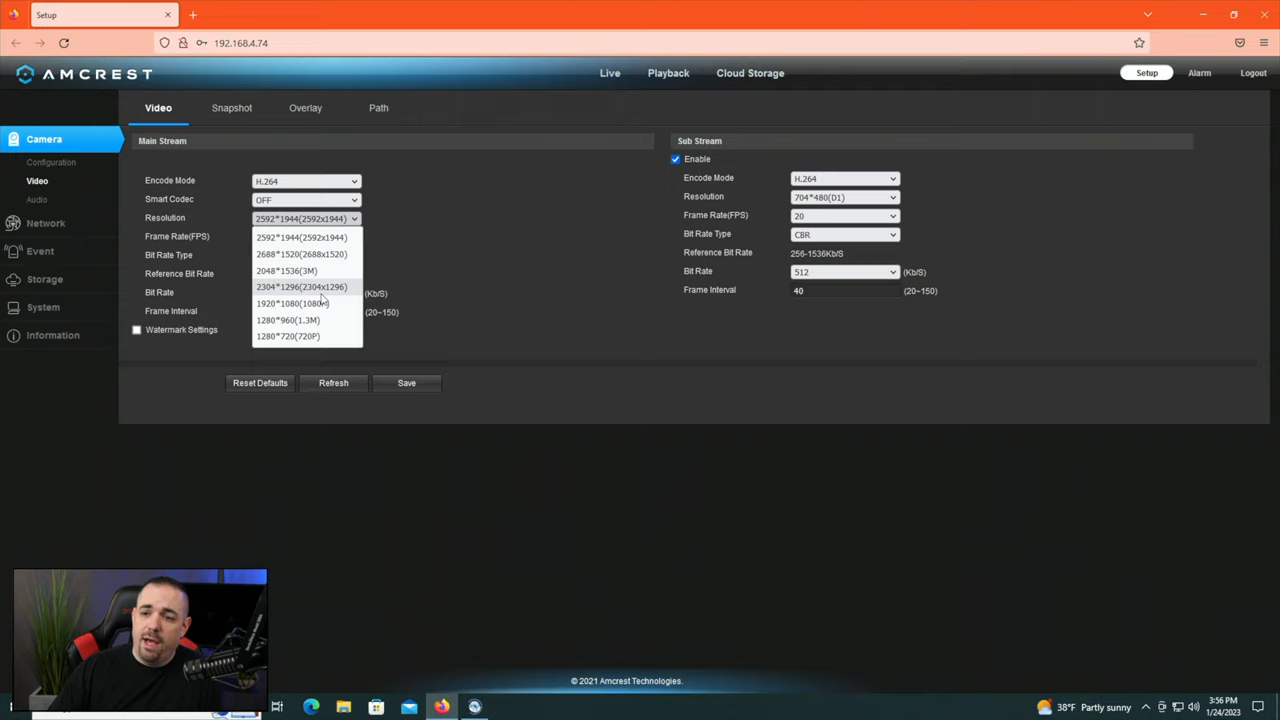 Setup
192.168.4.74
AMCREST
Live
Playback
Cloud Storage
Setup
Alarm
Logout
Video
Snapshot
Overlay
Path
Camera
Configuration
Video
Audio
Network
Event
Storage
System
Information
Main Stream
Encode Mode
H.264
Smart Codec
OFF
Resolution
2592*1944(2592x1944)
2592*1944(2592x1944)
2688*1520(2688x1520)
2048*1536(3M)
2304*1296(2304x1296)
1920*1080(1080P)
1280*960(1.3M)
1280*720(720P)
Frame Rate(FPS)
Bit Rate Type
Reference Bit Rate
Bit Rate
(Kb/S)
Frame Interval
(20~150)
Watermark Settings
Reset Defaults
Refresh
Save
Sub Stream
Enable
Encode Mode
H.264
Resolution
704*480(D1)
Frame Rate(FPS)
20
Bit Rate Type
CBR
Reference Bit Rate
256-1536Kb/S
Bit Rate
512
(Kb/S)
Frame Interval
40
(20~150)
© 2021 Amcrest Technologies.
38°F Partly sunny
3:56 PM
1/24/2023